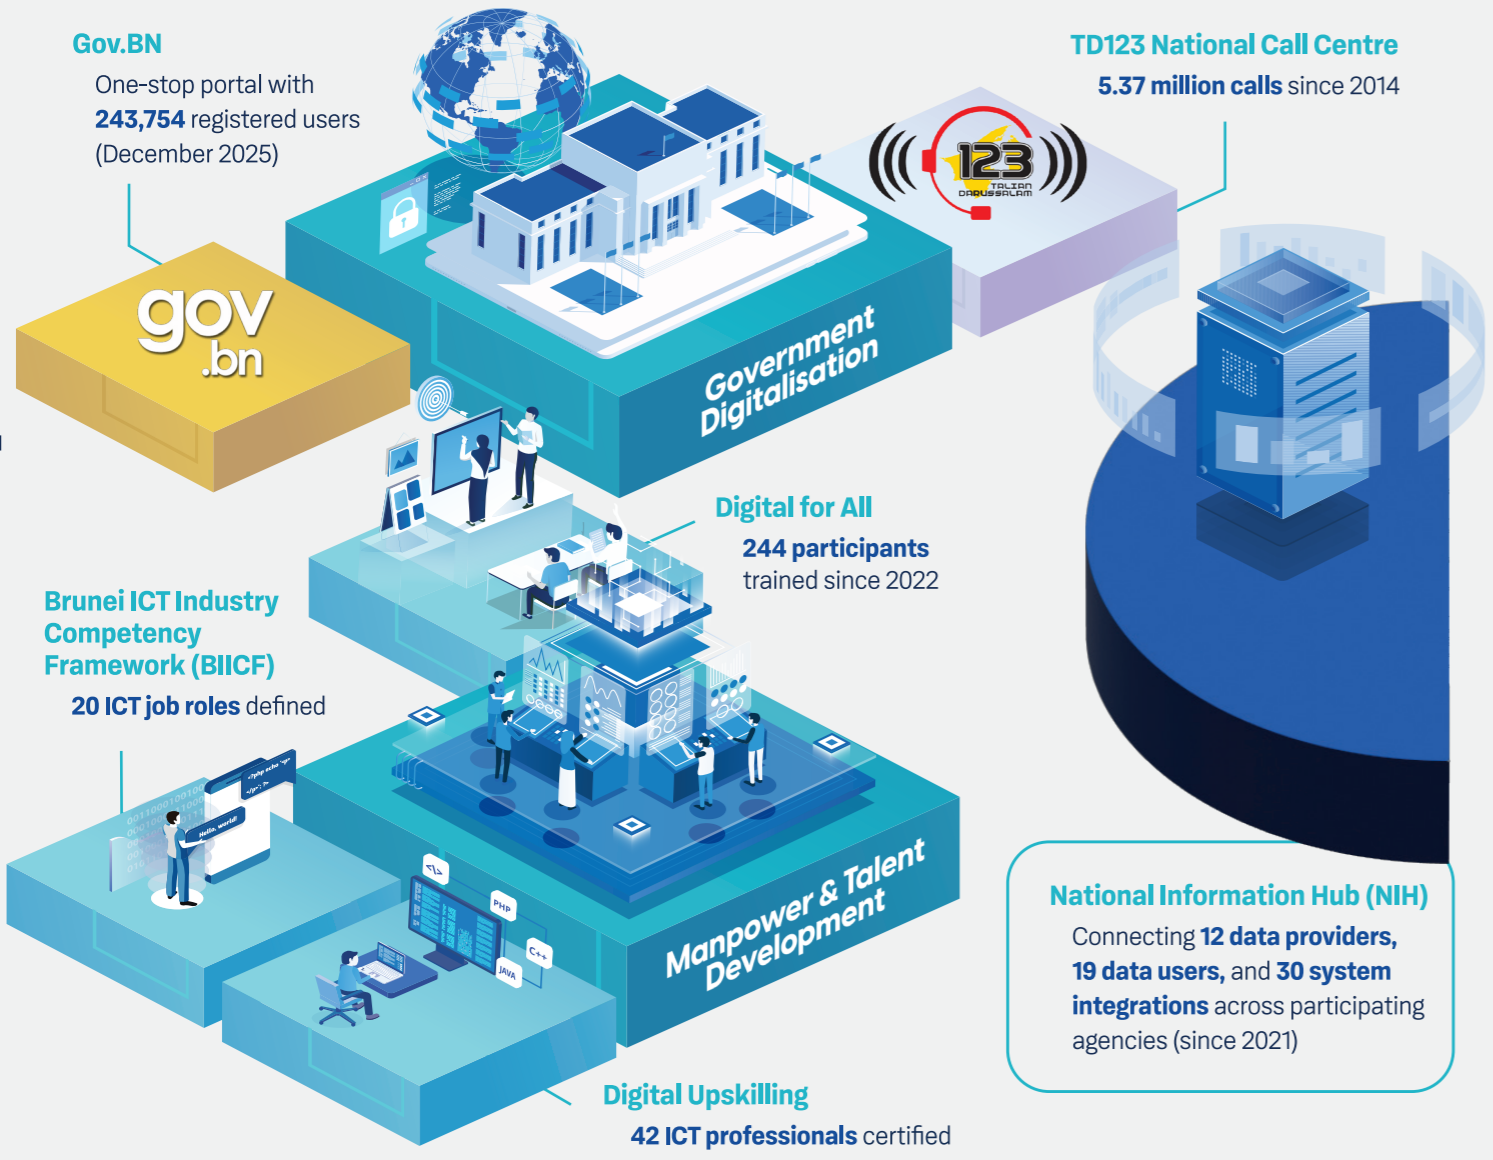 Gov.BN
One-stop portal with
243,754 registered users
(December 2025)
TD123 National Call Centre
5.37 million calls since 2014
123
TALIAN
DARUSSALAM
gov
.bn
Government
Digitalisation
Digital for All
244 participants
trained since 2022
Brunei ICT Industry
Competency
Framework (BIICF)
20 ICT job roles defined
Hello, world!
</>
PHP
C++
JAVA
Manpower & Talent
Development
Digital Upskilling
42 ICT professionals certified
National Information Hub (NIH)
Connecting 12 data providers,
19 data users, and 30 system
integrations across participating
agencies (since 2021)